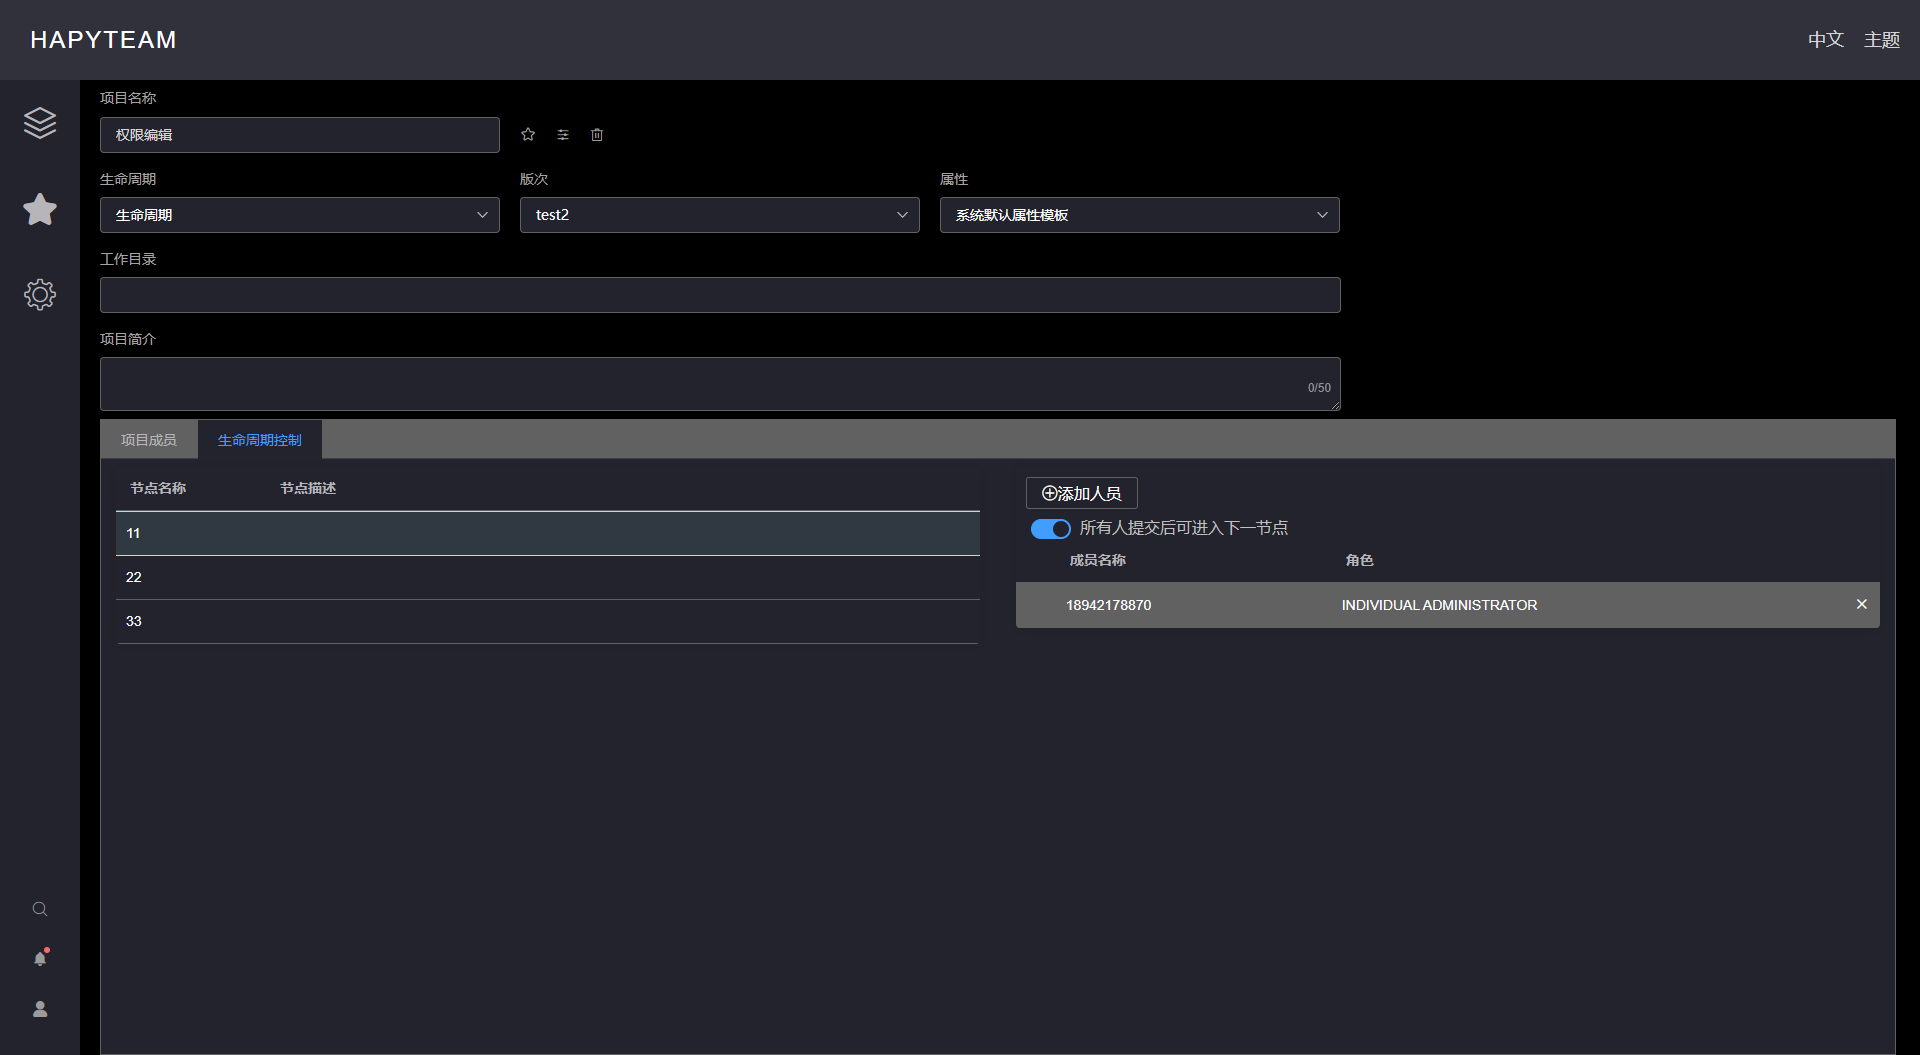 HAPYTEAM
中文 主题
项目名称
权限编辑
生命周期 版次 属性
生命周期 test2 系统默认属性模板
工作目录
项目简介
0/50
项目成员 生命周期控制
节点名称 节点描述
11
22
33
添加人员
所有人提交后可进入下一节点
成员名称 角色
18942178870 INDIVIDUAL ADMINISTRATOR